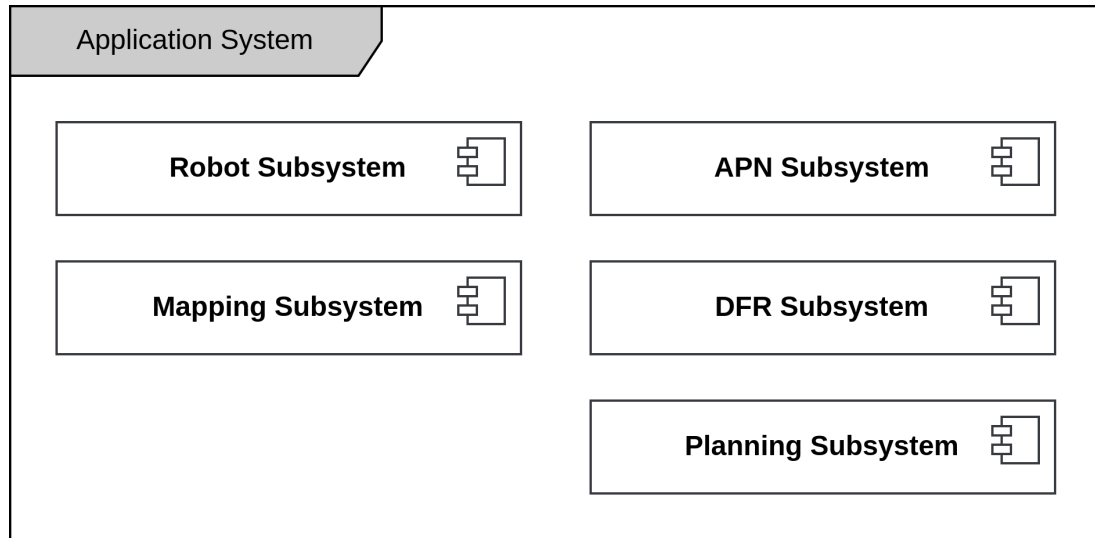 Application System
Robot Subsystem
APN Subsystem
Mapping Subsystem
DFR Subsystem
Planning Subsystem